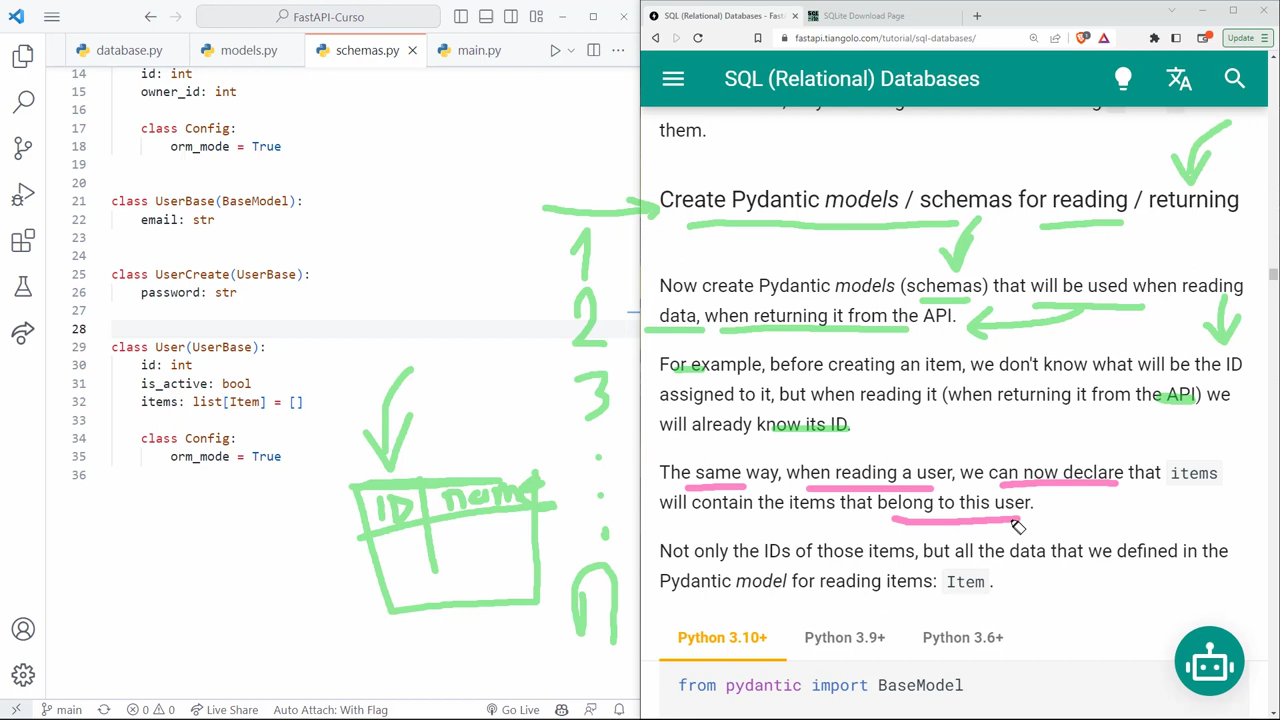 FastAPI-Curso
database.py
models.py
schemas.py
main.py
14 id: int
15 owner_id: int
16
17 class Config:
18 orm_mode = True
19
20
21 class UserBase(BaseModel):
22 email: str
23
24
25 class UserCreate(UserBase):
26 password: str
27
28
29 class User(UserBase):
30 id: int
31 is_active: bool
32 items: list[Item] = []
33
34 class Config:
35 orm_mode = True
36
1
2
3
ID name
n
main
0
0
Live Share
Auto Attach: With Flag
Go Live
SQL (Relational) Databases - Fast
SQLite Download Page
fastapi.tiangolo.com/tutorial/sql-databases/
Update
SQL (Relational) Databases
them.
Create Pydantic models / schemas for reading / returning
Now create Pydantic models (schemas) that will be used when reading
data, when returning it from the API.
For example, before creating an item, we don't know what will be the ID
assigned to it, but when reading it (when returning it from the API) we
will already know its ID.
The same way, when reading a user, we can now declare that items
will contain the items that belong to this user.
Not only the IDs of those items, but all the data that we defined in the
Pydantic model for reading items: Item.
Python 3.10+
Python 3.9+
Python 3.6+
from pydantic import BaseModel